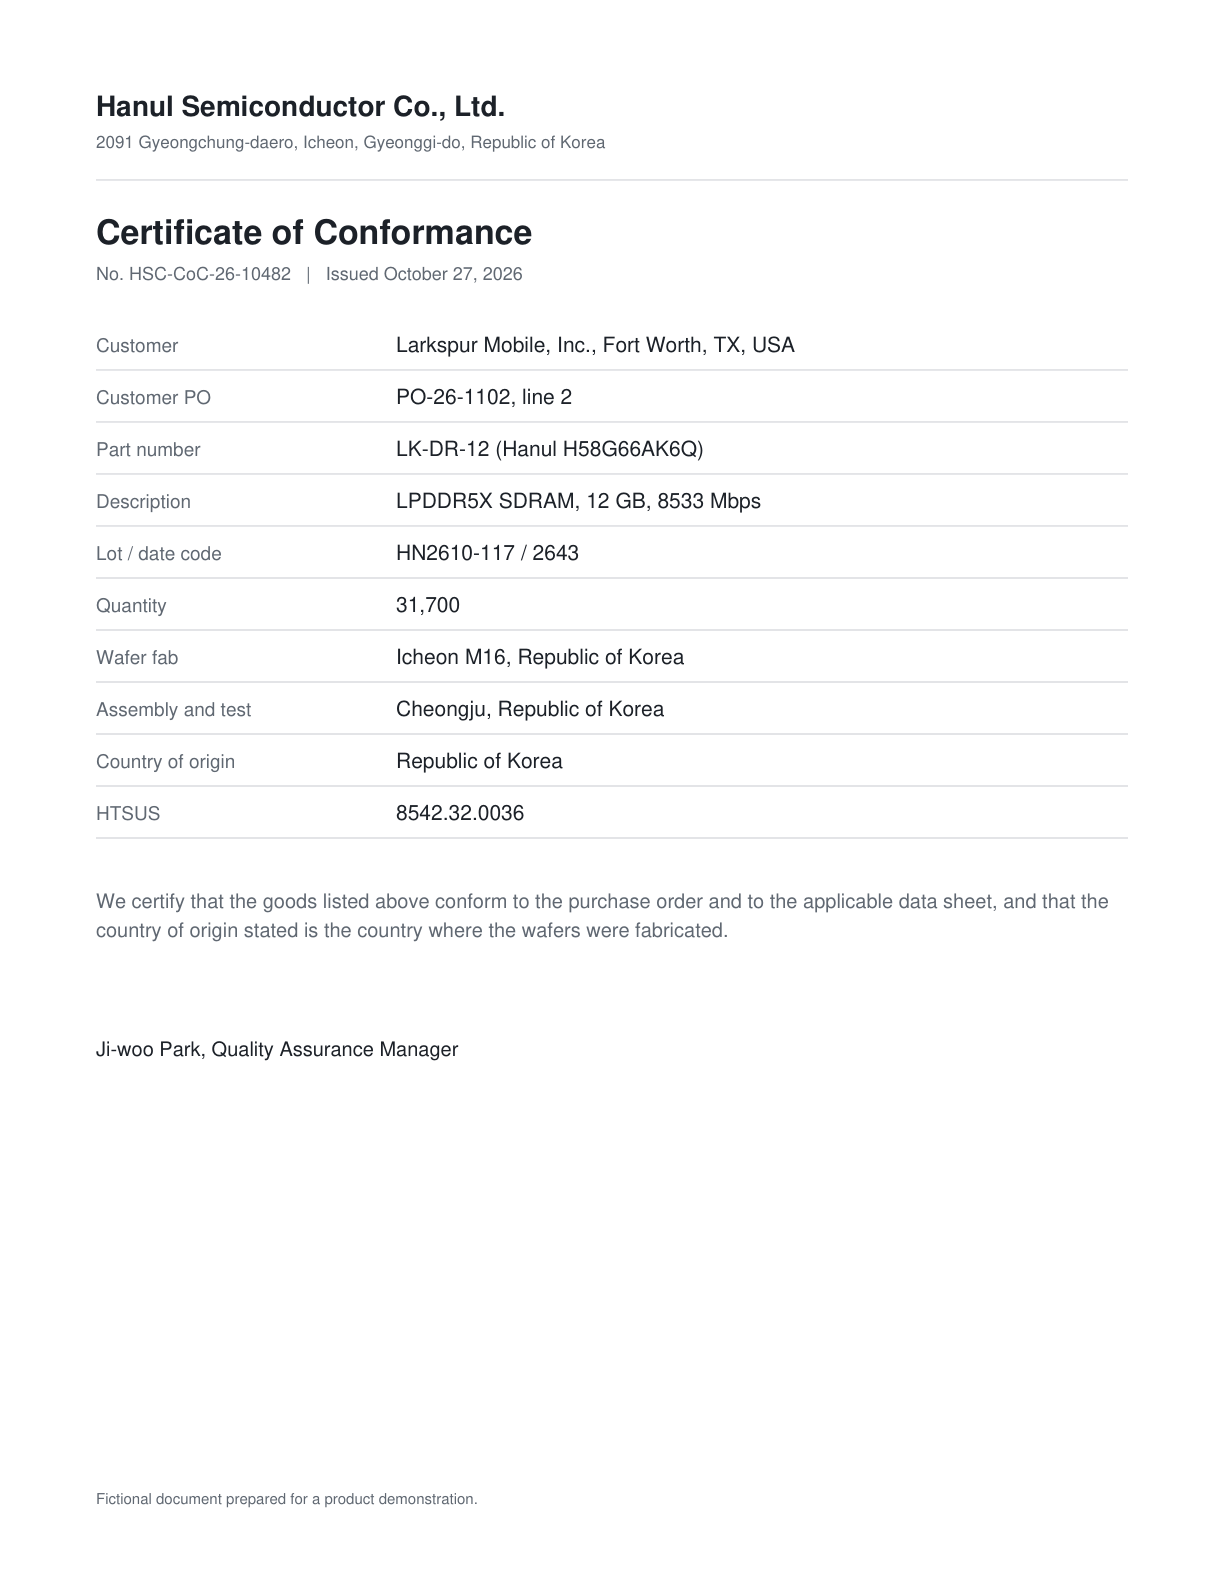 Hanul Semiconductor Co., Ltd.
2091 Gyeongchung-daero, Icheon, Gyeonggi-do, Republic of Korea
Certificate of Conformance
No. HSC-CoC-26-10482 | Issued October 27, 2026
Customer Larkspur Mobile, Inc., Fort Worth, TX, USA
Customer PO PO-26-1102, line 2
Part number LK-DR-12 (Hanul H58G66AK6Q)
Description LPDDR5X SDRAM, 12 GB, 8533 Mbps
Lot / date code HN2610-117 / 2643
Quantity 31,700
Wafer fab Icheon M16, Republic of Korea
Assembly and test Cheongju, Republic of Korea
Country of origin Republic of Korea
HTSUS 8542.32.0036
We certify that the goods listed above conform to the purchase order and to the applicable data sheet, and that the
country of origin stated is the country where the wafers were fabricated.
Ji-woo Park, Quality Assurance Manager
Fictional document prepared for a product demonstration.